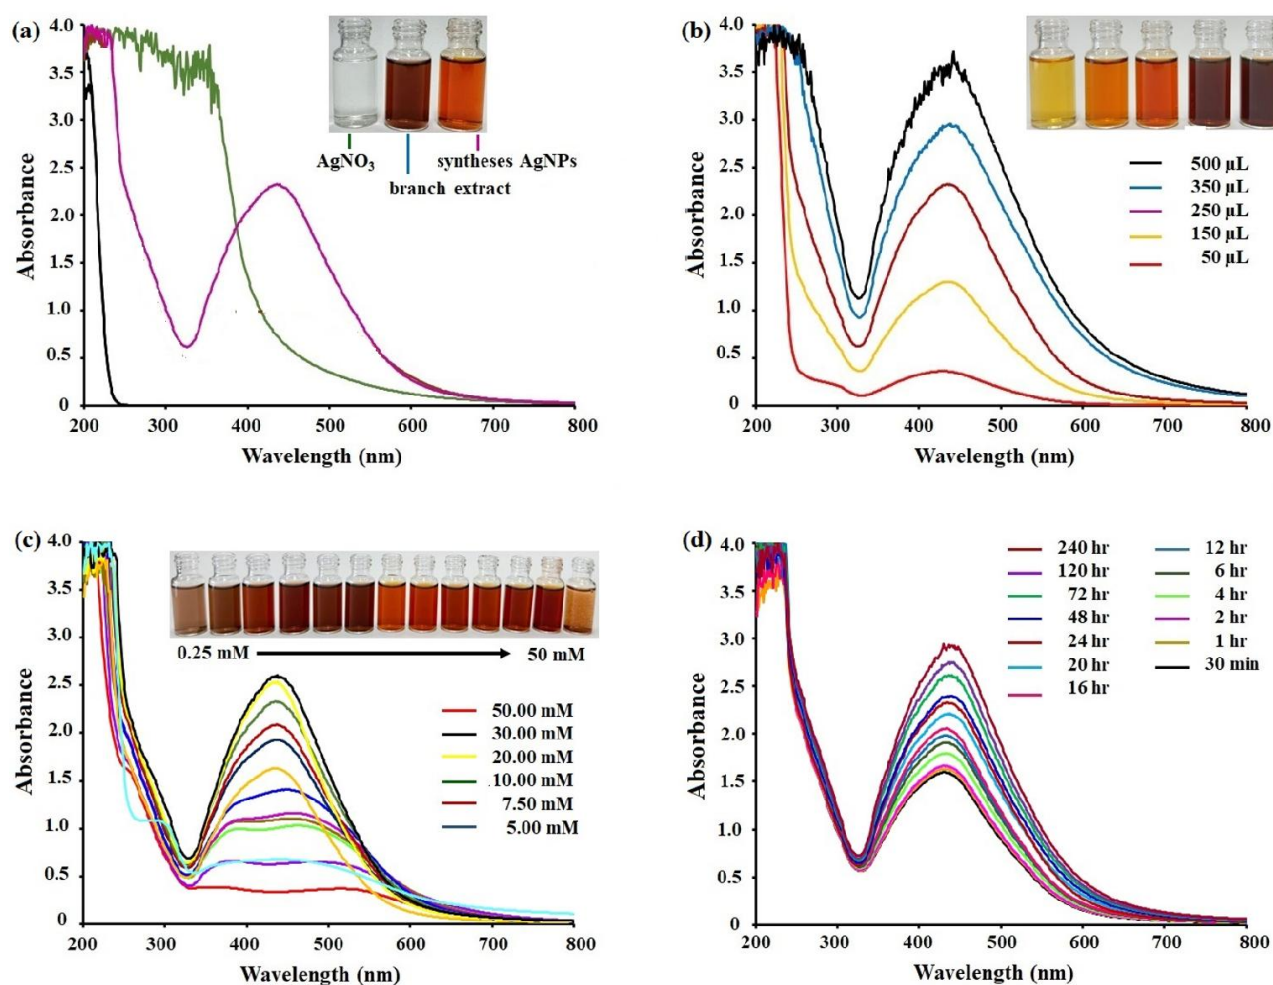 (a)
4.0
3.5
3.0
2.5
2.0
1.5
1.0
0.5
0
Absorbance
AgNO₃
syntheses AgNPs
branch extract
200 300 400 500 600 700 800
Wavelength (nm)
(b)
4.0
3.5
3.0
2.5
2.0
1.5
1.0
0.5
0
Absorbance
500 µL
350 µL
250 µL
150 µL
50 µL
200 300 400 500 600 700 800
Wavelength (nm)
(c)
4.0
3.5
3.0
2.5
2.0
1.5
1.0
0.5
0
Absorbance
0.25 mM 50 mM
50.00 mM
30.00 mM
20.00 mM
10.00 mM
7.50 mM
5.00 mM
200 300 400 500 600 700 800
Wavelength (nm)
(d)
4.0
3.5
3.0
2.5
2.0
1.5
1.0
0.5
0
Absorbance
240 hr 12 hr
120 hr 6 hr
72 hr 4 hr
48 hr 2 hr
24 hr 1 hr
20 hr 30 min
16 hr
200 300 400 500 600 700 800
Wavelength (nm)